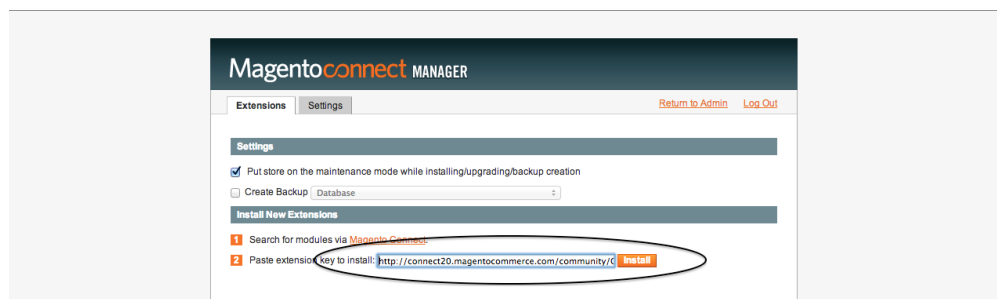 Magentoconnect MANAGER
Extensions Settings Return to Admin Log Out
Settings
Put store on the maintenance mode while installing/upgrading/backup creation
Create Backup Database
Install New Extensions
1 Search for modules via Magento Connect.
2 Paste extension key to install: http://connect20.magentocommerce.com/community/ Install